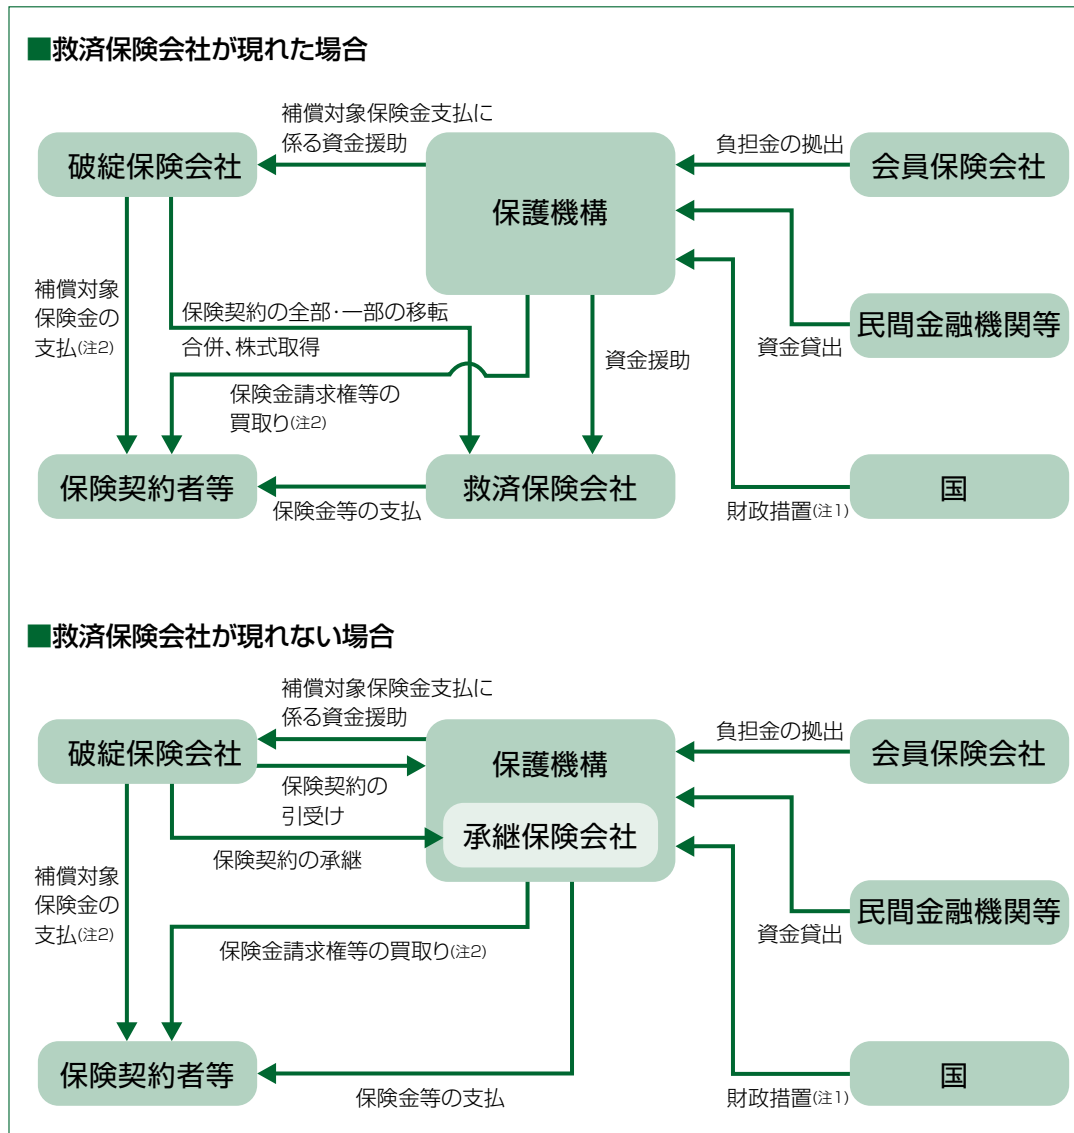 ■救済保険会社が現れた場合
補償対象保険金支払に
係る資金援助
負担金の拠出
破綻保険会社
保護機構
会員保険会社
補償対象
保険金の
支払(注2)
保険契約の全部・一部の移転
合併、株式取得
民間金融機関等
資金貸出
資金援助
保険金請求権等の
買取り(注2)
保険契約者等
救済保険会社
国
保険金等の支払
財政措置(注1)
■救済保険会社が現れない場合
補償対象保険金支払に
係る資金援助
負担金の拠出
破綻保険会社
保護機構
会員保険会社
保険契約の
引受け
承継保険会社
保険契約の承継
補償対象
保険金の
支払(注2)
民間金融機関等
資金貸出
保険金請求権等の買取り(注2)
保険契約者等
国
保険金等の支払
財政措置(注1)